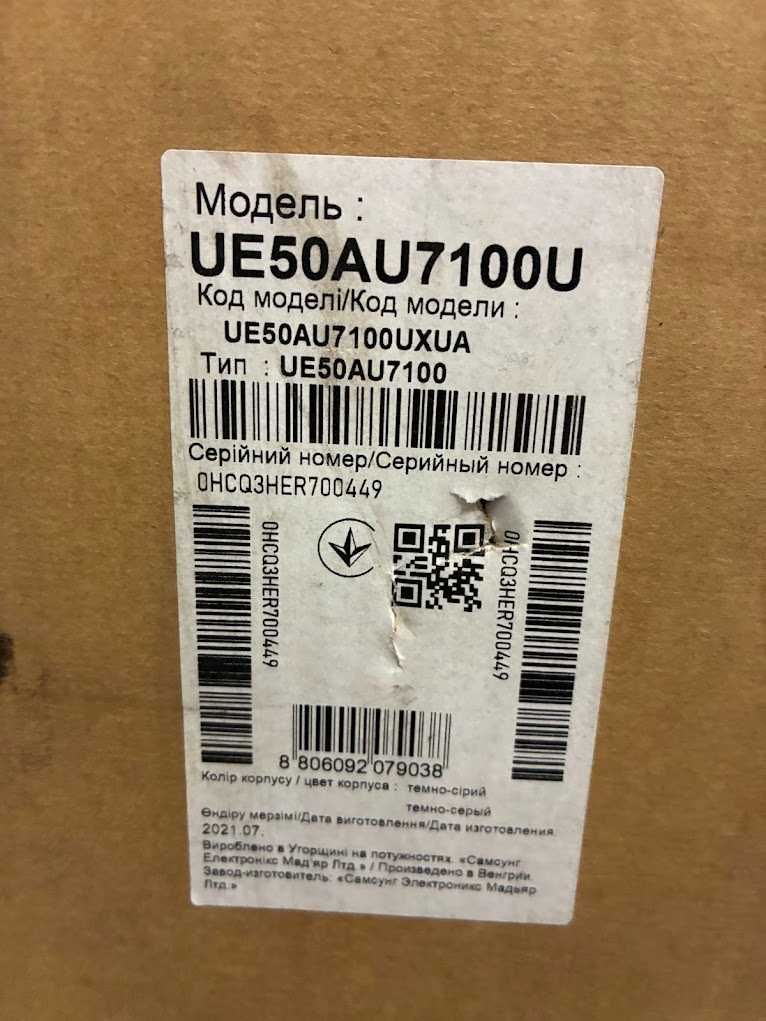 Модель :
UE50AU7100U
Код моделі/Код модели :
UE50AU7100UXUA
Тип : UE50AU7100
Серійний номер/Серийный номер :
0HCQ3HER700449
0HCQ3HER700449
0HCQ3HER700449
8 806092 079038
Колір корпусу / цвет корпуса : темно-сірий
темно-серый
Өндіру мерзімі/Дата виготовлення/Дата изготовления
2021.07.
Вироблено в Угорщині на потужностях «Самсунг
Електронікс Мад'яр Лтд.» / Произведено в Венгрии.
Завод-изготовитель: «Самсунг Электроникс Мадьяр
Лтд.»